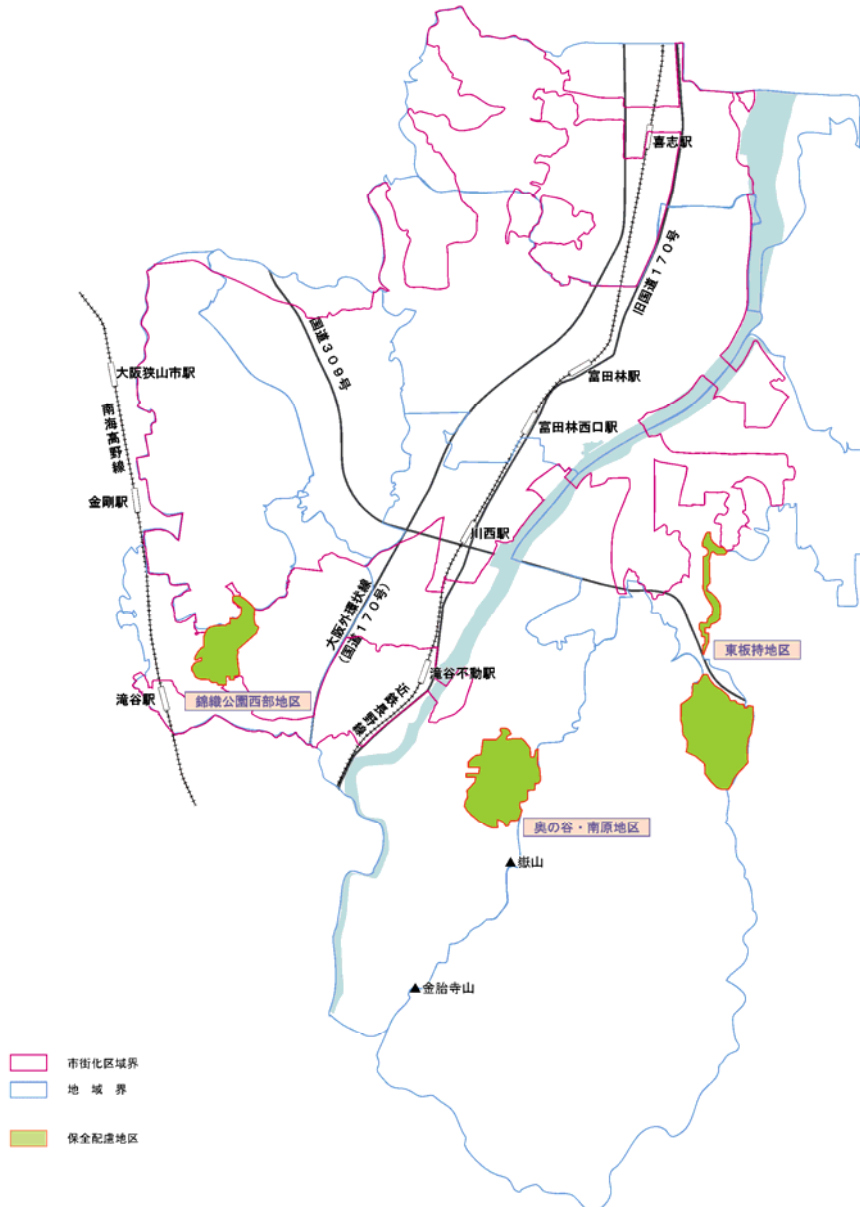 喜志駅
旧国道170号
国道309号
大阪狭山市駅
富田林駅
南海高野線
富田林西口駅
金剛駅
川西駅
大阪外環状線
(国道170号)
東板持地区
滝谷不動駅
滝谷駅
錦織公園西部地区
近鉄長野線
奥の谷・南原地区
▲嶽山
▲金胎寺山
市街化区域界
地域界
保全配慮地区